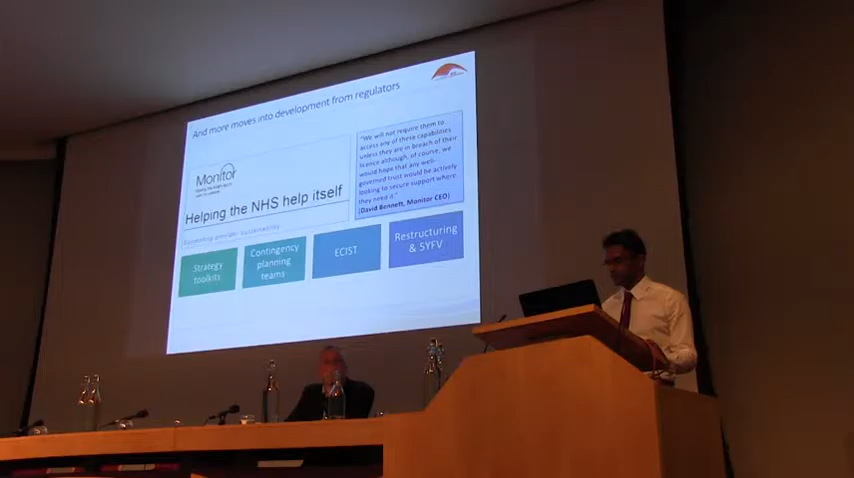 And more moves into development from regulators
Monitor
Helping the NHS help itself
"We will not require them to
access any of these capabilities
unless they are in breach of their
licence although, of course, we
would hope that any well-
governed trust would be actively
looking to secure support where
they need it."
(David Bennett, Monitor CEO)
Strategy
toolkits
Contingency
planning
teams
ECIST
Restructuring
& 5YFV